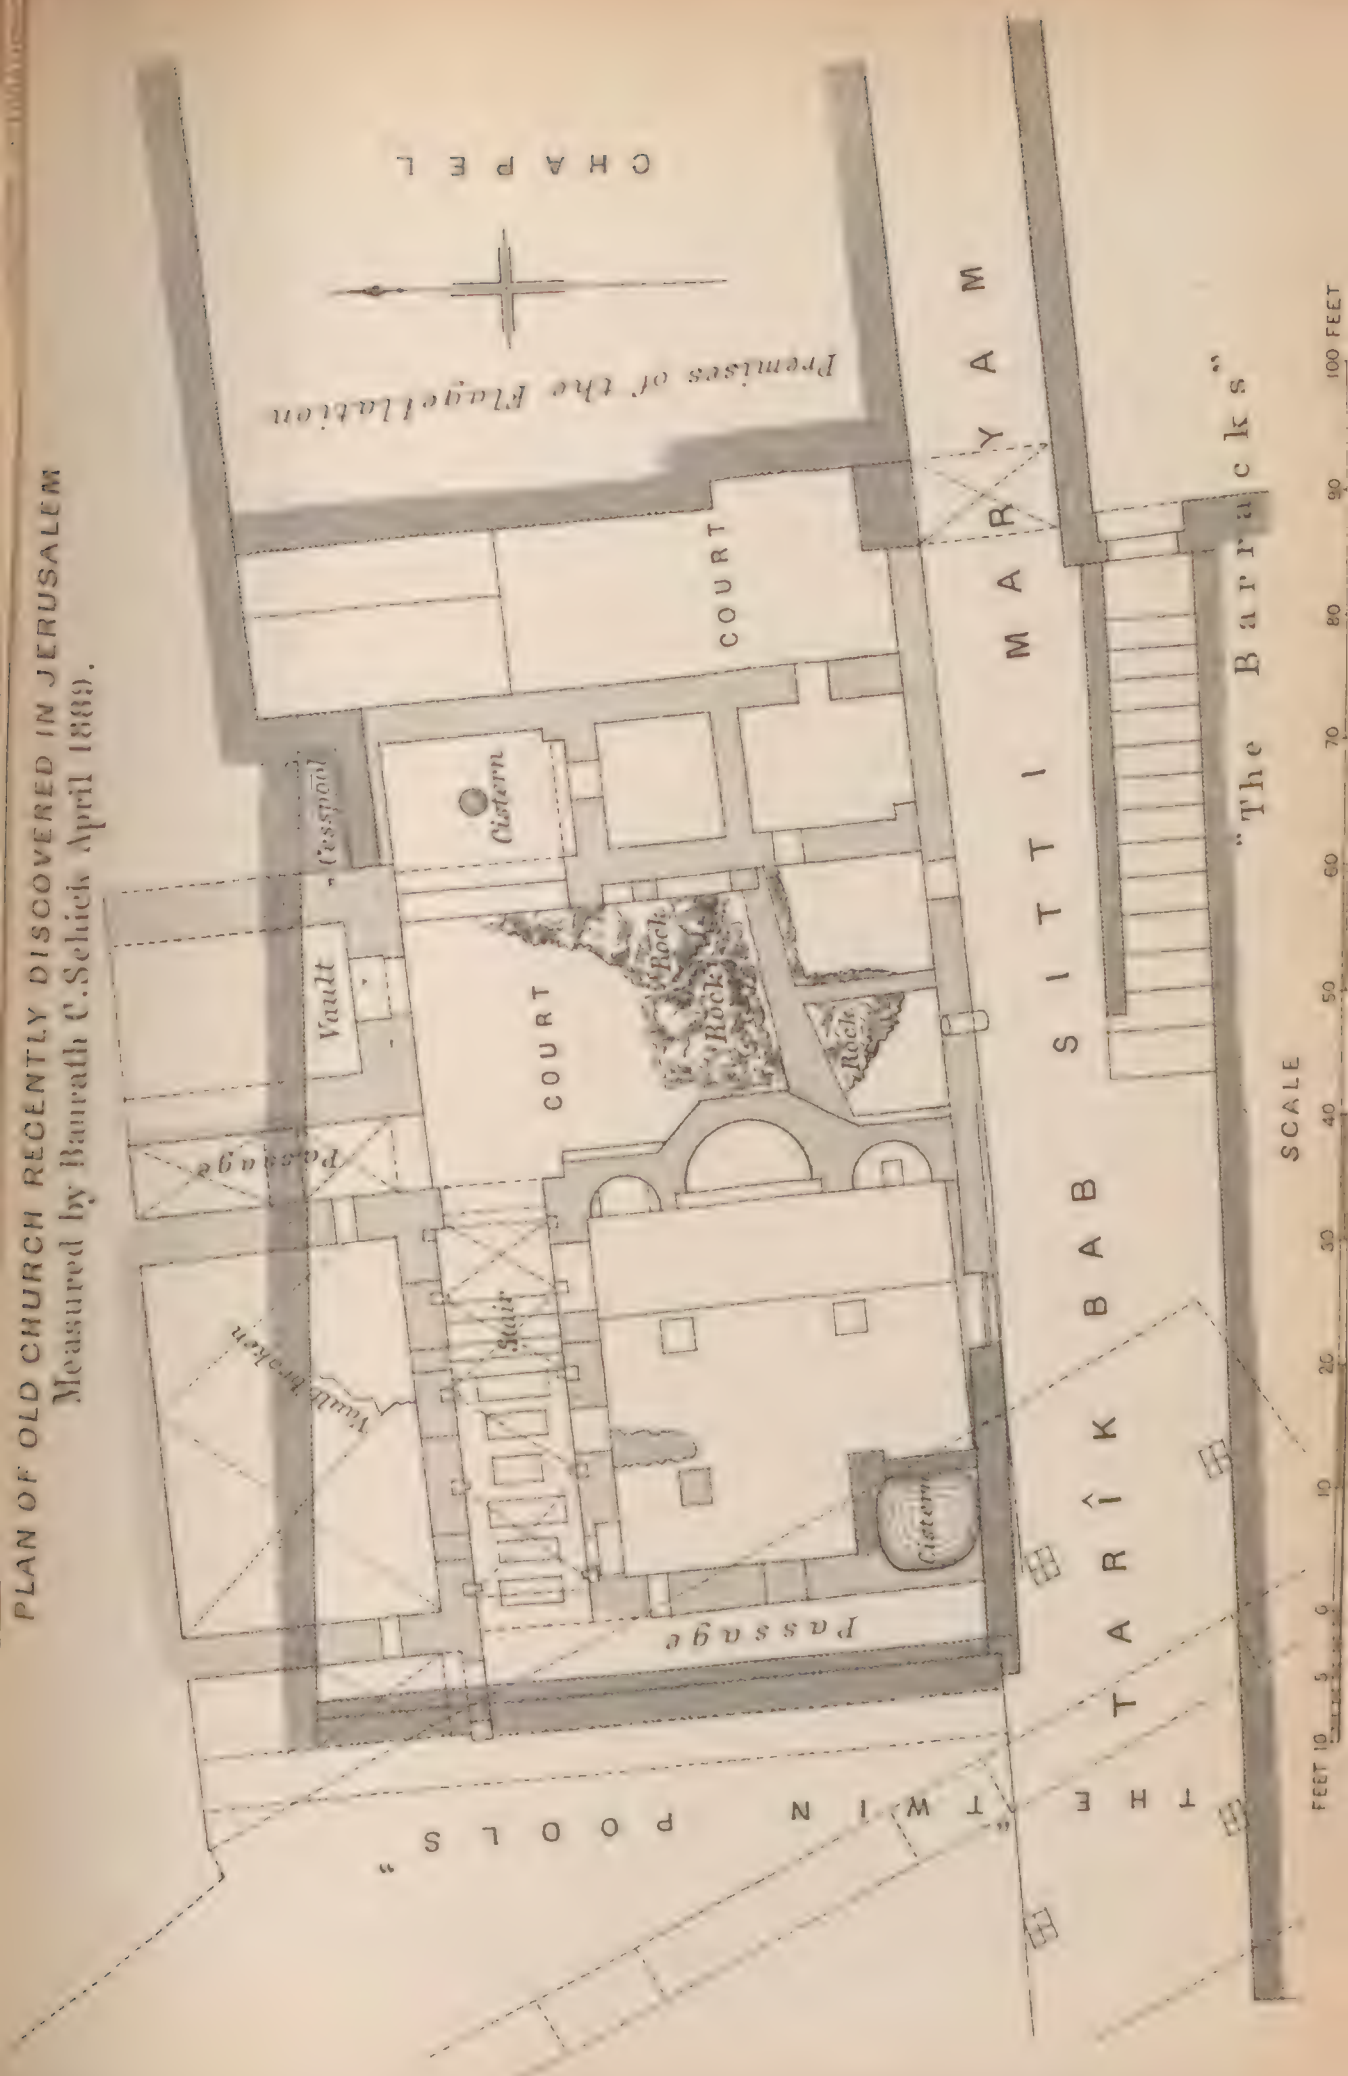 PLAN OF OLD CHURCH RECENTLY DISCOVERED IN JERUSALEM
Measured by Baurath C. Schick April 1889.
CHAPEL
Premises of the Flagellation
COURT
Cesspool
Cistern
Vault
Passage
COURT
Rock
Rock
Rock
Vault broken
Stair
Cistern
Passage
THE "TWIN POOLS"
TARÎK BAB SITTI MARYAM
"The Barracks"
SCALE
FEET 10 5 0 10 20 30 40 50 60 70 80 90 100 FEET